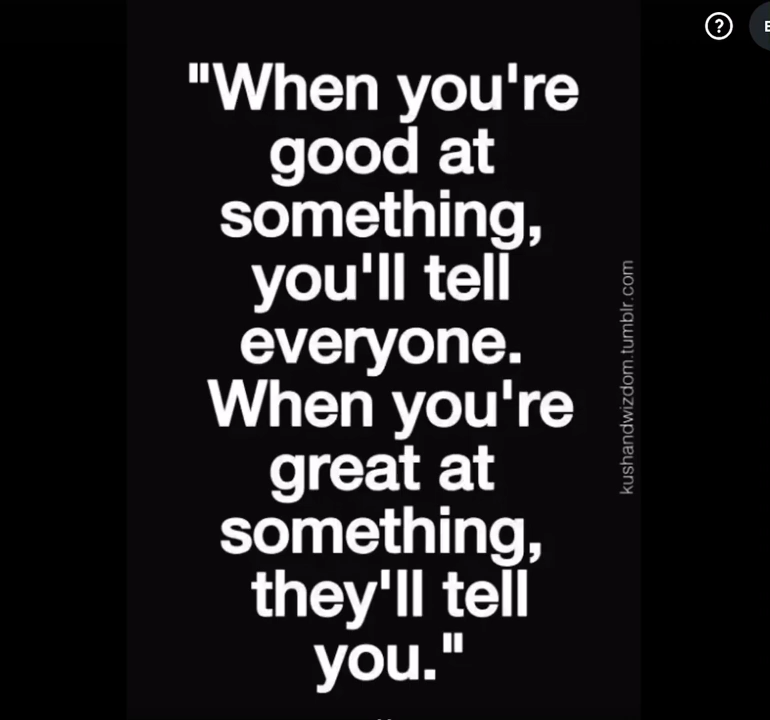 "When you're
good at
something,
you'll tell
everyone.
When you're
great at
something,
they'll tell
you."
kushandwizdom.tumblr.com
?
E